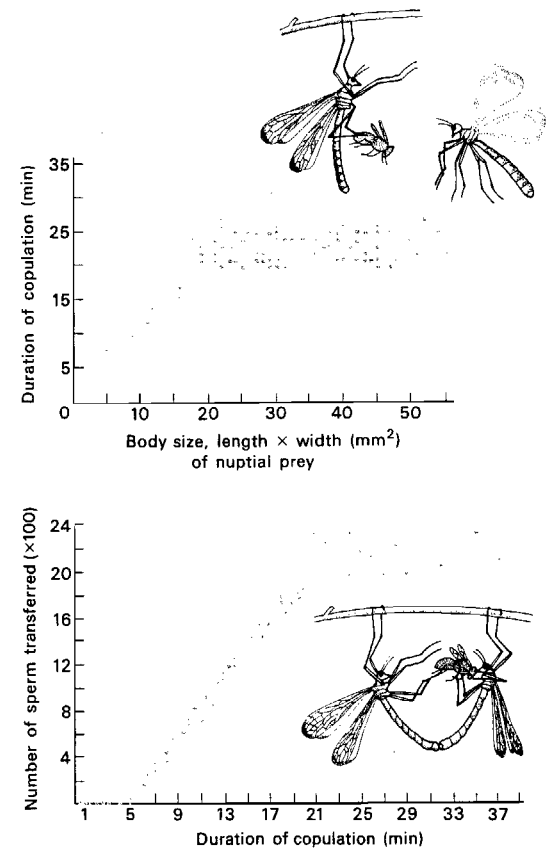 Duration of copulation (min)
35
25
15
5
0 10 20 30 40 50
Body size, length × width (mm²)
of nuptial prey
Number of sperm transferred (×100)
24
20
16
12
8
4
1 5 9 13 17 21 25 29 33 37
Duration of copulation (min)